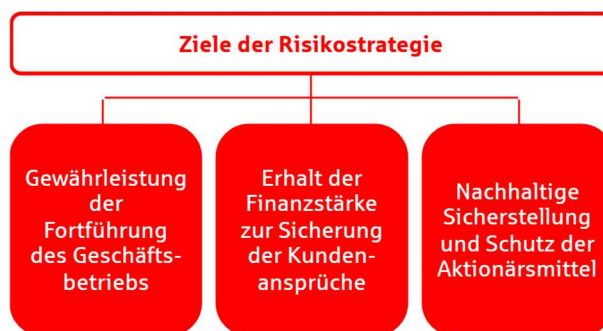 Ziele der Risikostrategie
Gewährleistung
der
Fortführung
des Geschäfts-
betriebs
Erhalt der
Finanzstärke
zur Sicherung
der Kunden-
ansprüche
Nachhaltige
Sicherstellung
und Schutz der
Aktionärsmittel